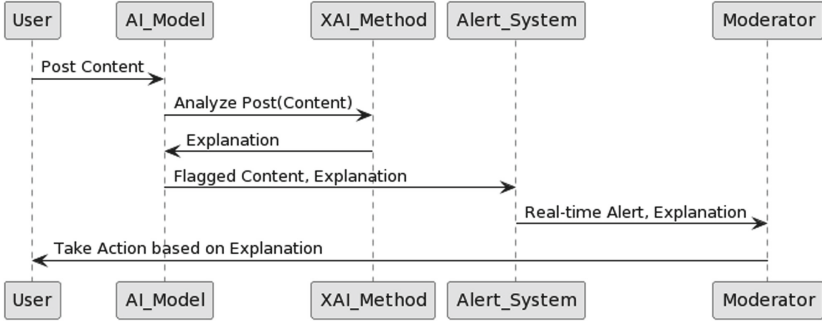 User AI_Model XAI_Method Alert_System Moderator
Post Content
Analyze Post(Content)
Explanation
Flagged Content, Explanation
Real-time Alert, Explanation
Take Action based on Explanation
User AI_Model XAI_Method Alert_System Moderator